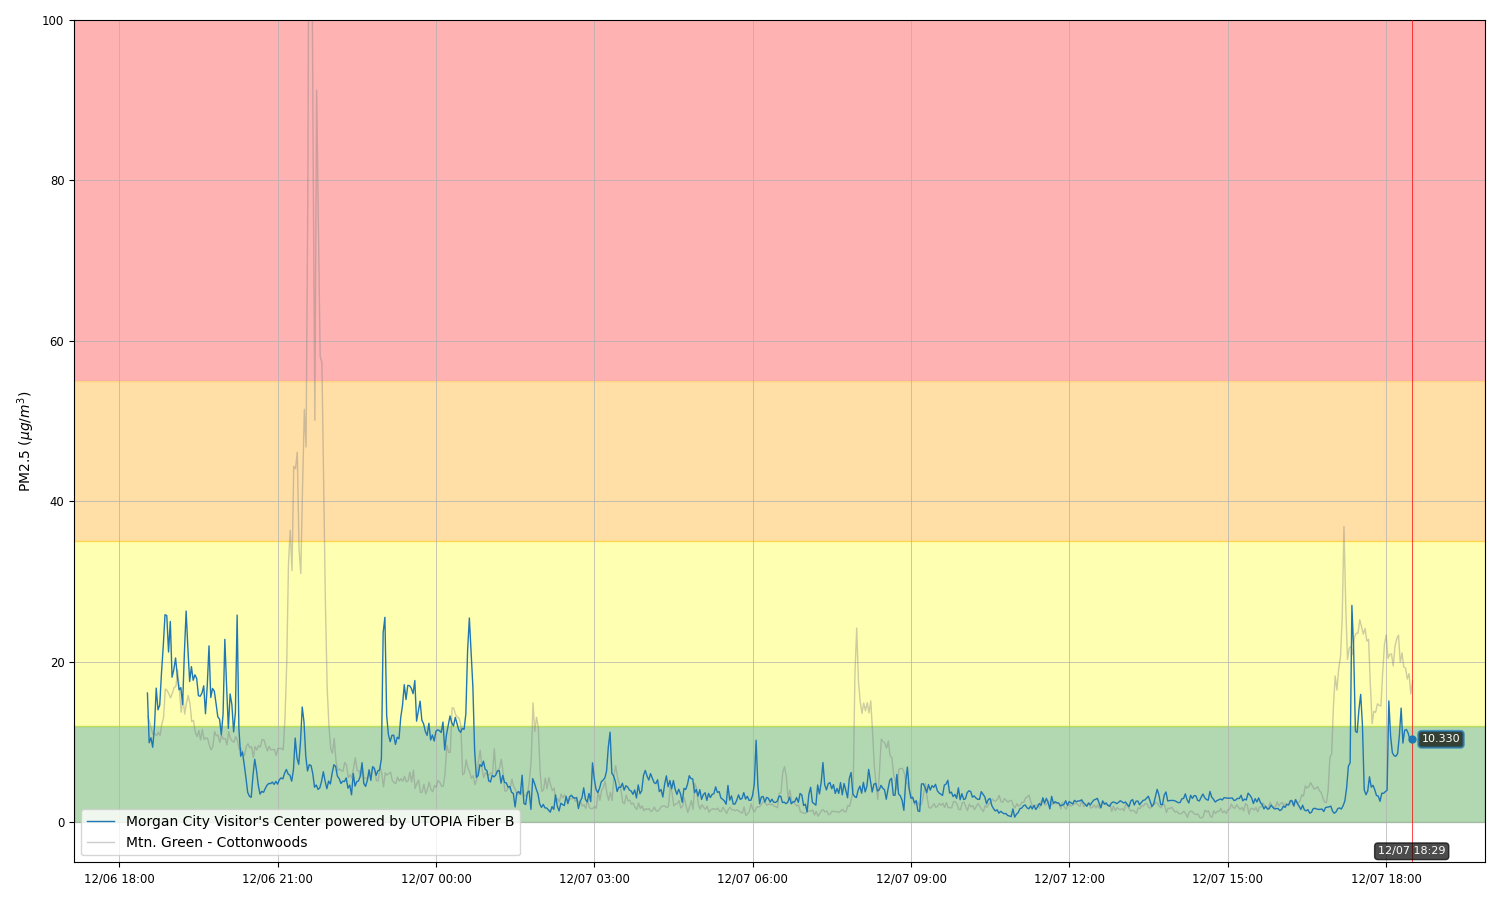 100
80
60
40
20
0
PM2.5 (μg/m³)
10.330
Morgan City Visitor's Center powered by UTOPIA Fiber B
Mtn. Green - Cottonwoods
12/07 18:29
12/06 18:00 12/06 21:00 12/07 00:00 12/07 03:00 12/07 06:00 12/07 09:00 12/07 12:00 12/07 15:00 12/07 18:00